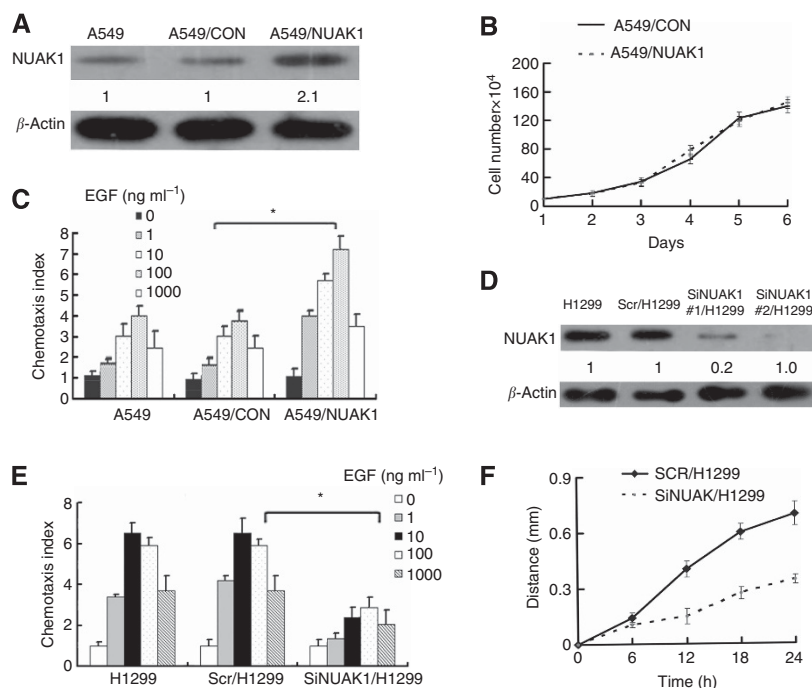 A
A549 A549/CON A549/NUAK1
NUAK1
1 1 2.1
β-Actin
B
A549/CON
A549/NUAK1
200
160
120
80
40
0
Cell number×10⁴
1 2 3 4 5 6
Days
C
EGF (ng ml⁻¹)
0
1
10
100
1000
*
8
7
6
5
4
3
2
1
0
Chemotaxis index
A549 A549/CON A549/NUAK1
D
H1299 Scr/H1299 SiNUAK1 #1/H1299 SiNUAK1 #2/H1299
NUAK1
1 1 0.2 1.0
β-Actin
E
EGF (ng ml⁻¹)
0
1
10
100
1000
*
8
6
4
2
0
Chemotaxis index
H1299 Scr/H1299 SiNUAK1/H1299
F
SCR/H1299
SiNUAK/H1299
0.9
0.6
0.3
0
Distance (mm)
0 6 12 18 24
Time (h)